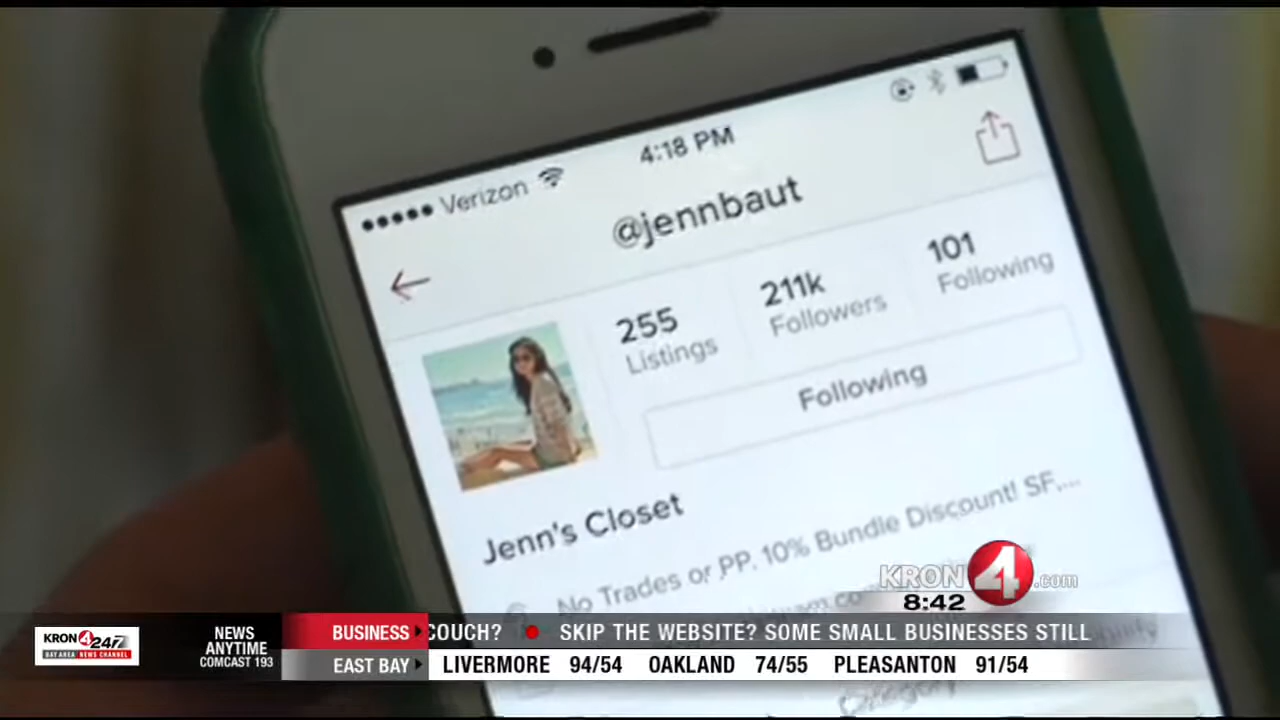 Verizon 4:18 PM
@jennbaut
255 Listings
211k Followers
101 Following
Following
Jenn's Closet
No Trades or PP. 10% Bundle Discount! SF,...
KRON 4 .com
8:42
KRON 4 24/7
BAY AREA NEWS CHANNEL
NEWS
ANYTIME
COMCAST 193
BUSINESS COUCH? SKIP THE WEBSITE? SOME SMALL BUSINESSES STILL
EAST BAY LIVERMORE 94/54 OAKLAND 74/55 PLEASANTON 91/54
Category